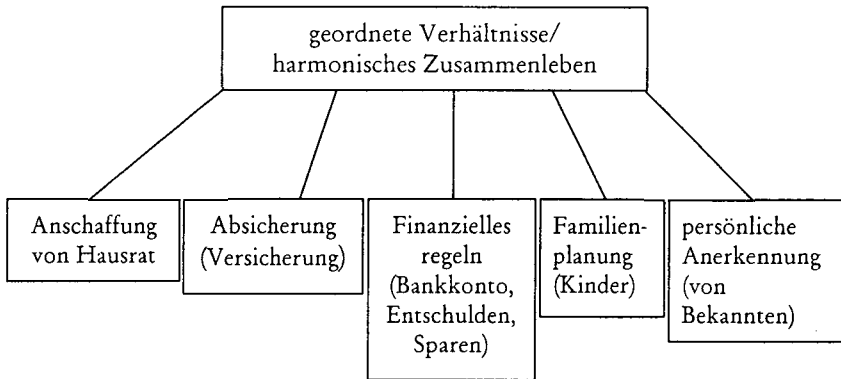 geordnete Verhältnisse/
harmonisches Zusammenleben
Anschaffung
von Hausrat
Absicherung
(Versicherung)
Finanzielles
regeln
(Bankkonto,
Entschulden,
Sparen)
Familien-
planung
(Kinder)
persönliche
Anerkennung
(von
Bekannten)